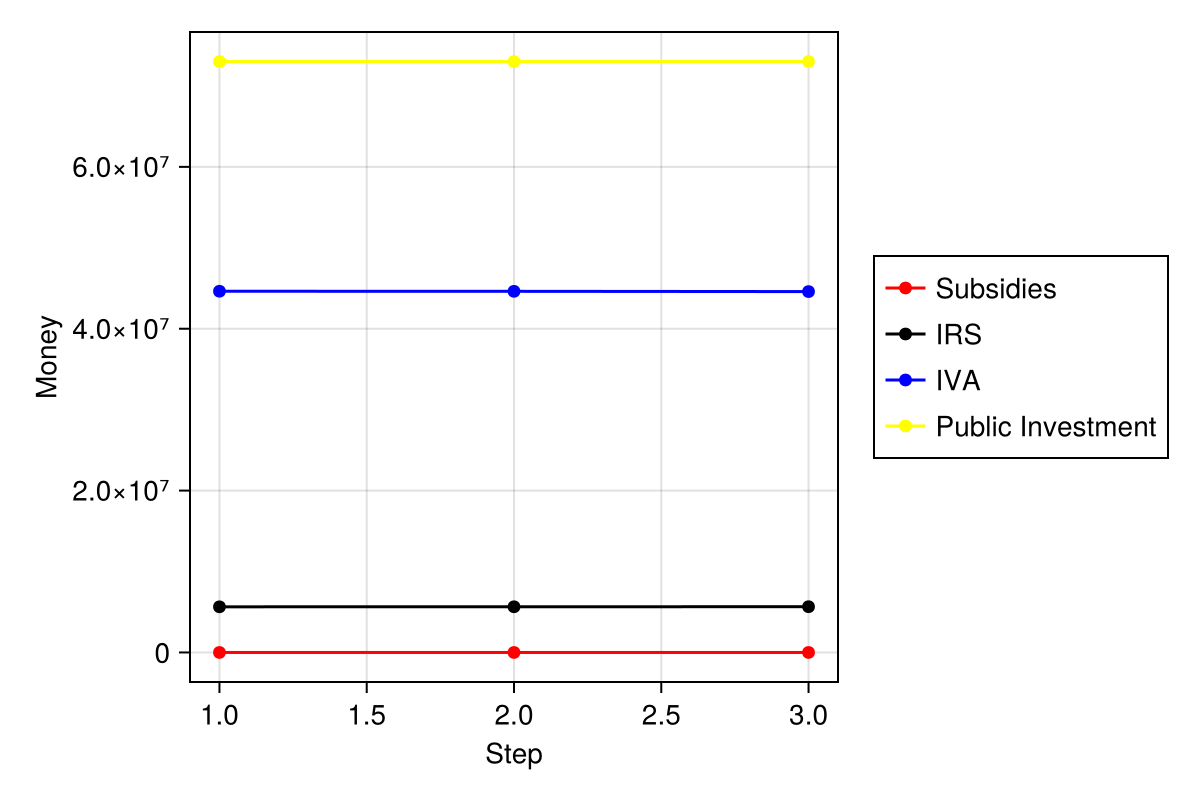 6.0×10⁷
4.0×10⁷
2.0×10⁷
0
Money
1.0 1.5 2.0 2.5 3.0
Step
Subsidies
IRS
IVA
Public Investment